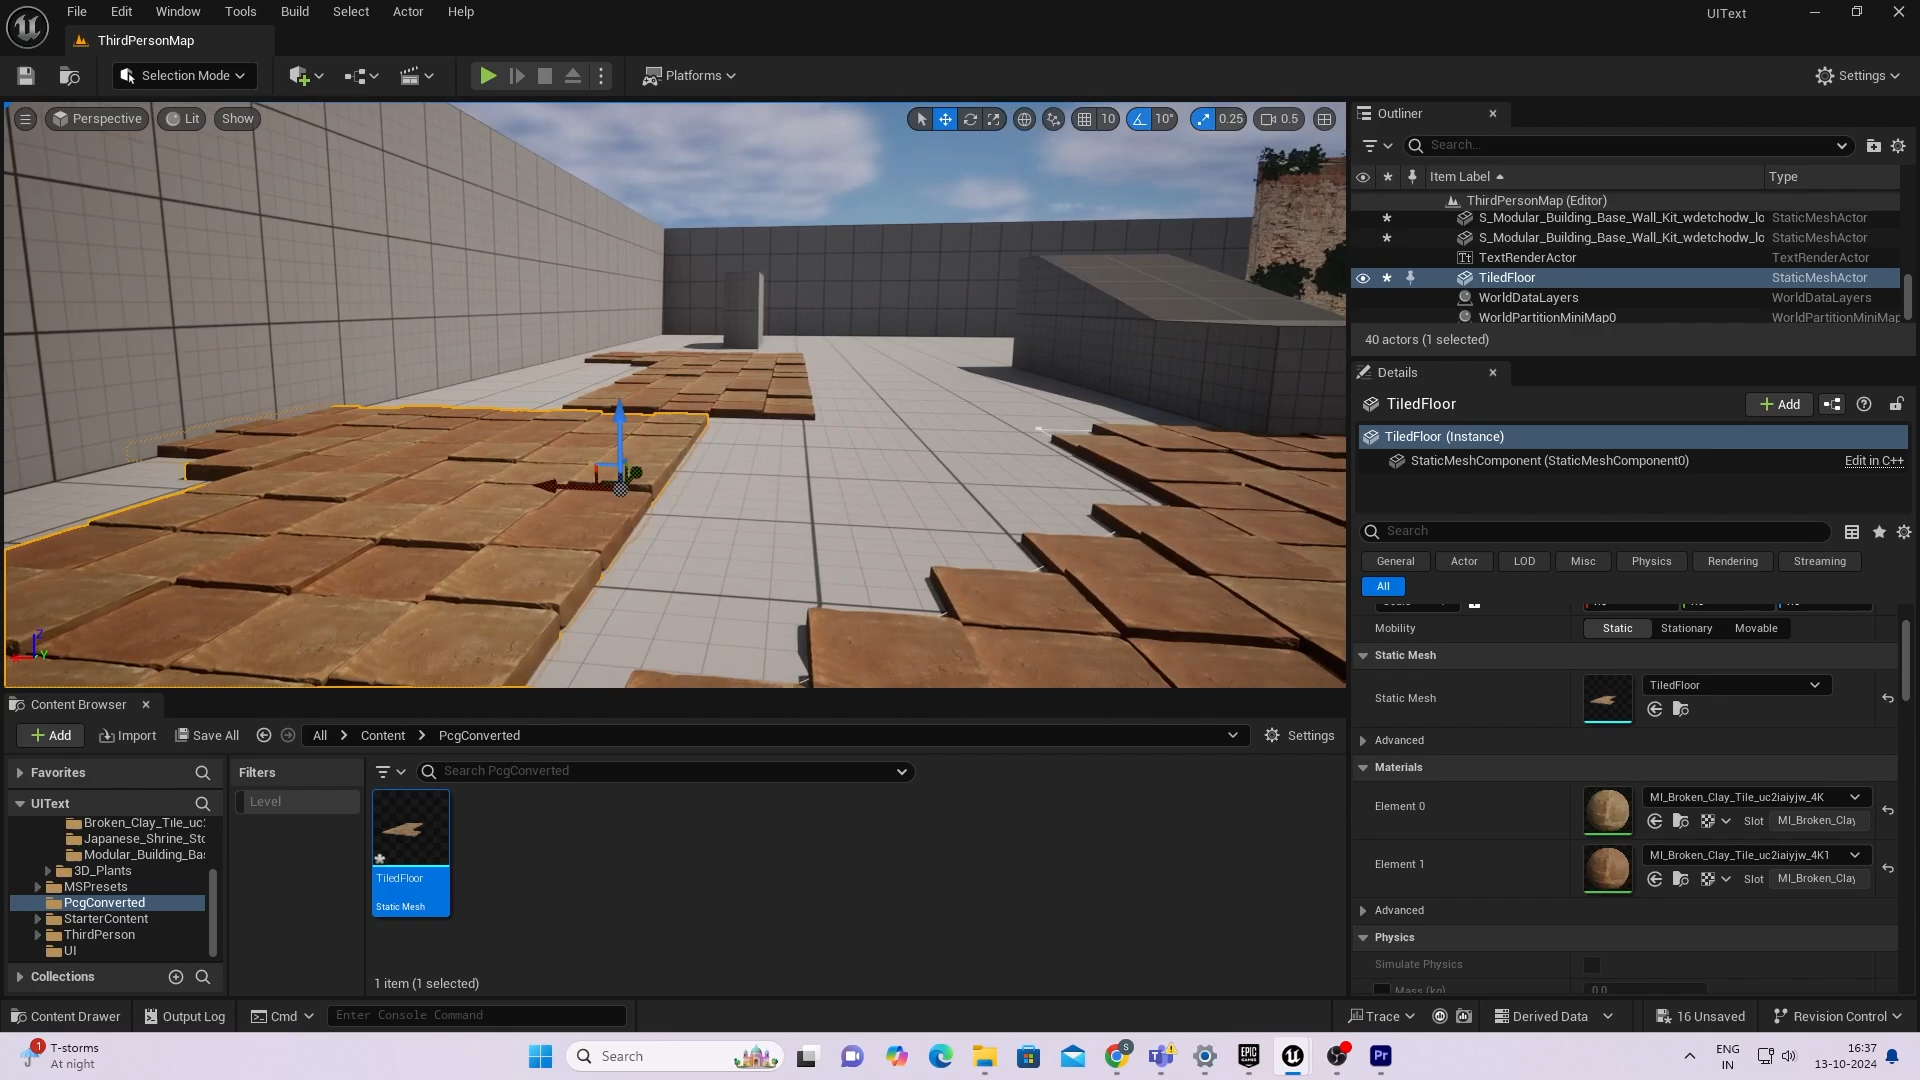 File Edit Window Tools Build Select Actor Help
UIText
ThirdPersonMap
Selection Mode
Platforms
Settings
Perspective
Lit
Show
10
10°
0.25
0.5
Outliner
Search...
Item Label
Type
ThirdPersonMap (Editor)
S_Modular_Building_Base_Wall_Kit_wdetchodw_lo StaticMeshActor
S_Modular_Building_Base_Wall_Kit_wdetchodw_lo StaticMeshActor
TextRenderActor TextRenderActor
TiledFloor StaticMeshActor
WorldDataLayers WorldDataLayers
WorldPartitionMiniMap0 WorldPartitionMiniMap
40 actors (1 selected)
Details
TiledFloor
Add
TiledFloor (Instance)
StaticMeshComponent (StaticMeshComponent0) Edit in C++
Search
General Actor LOD Misc Physics Rendering Streaming
All
Mobility Static Stationary Movable
Static Mesh
Static Mesh TiledFloor
Advanced
Materials
Element 0 MI_Broken_Clay_Tile_uc2iaiyjw_4K
Slot MI_Broken_Clay
Element 1 MI_Broken_Clay_Tile_uc2iaiyjw_4K1
Slot MI_Broken_Clay
Advanced
Physics
Simulate Physics
Mass (kg) 0.0
Z
Y
Content Browser
Add Import Save All All Content PcgConverted Settings
Favorites
UIText
Broken_Clay_Tile_uc
Japanese_Shrine_Sto
Modular_Building_Ba
3D_Plants
MSPresets
PcgConverted
StarterContent
ThirdPerson
UI
Collections
Filters
Level
Search PcgConverted
TiledFloor
Static Mesh
1 item (1 selected)
Content Drawer Output Log Cmd Enter Console Command Trace Derived Data 16 Unsaved Revision Control
1
T-storms
At night
Search
S
EPIC
GAMES
Pr
ENG
IN
16:37
13-10-2024